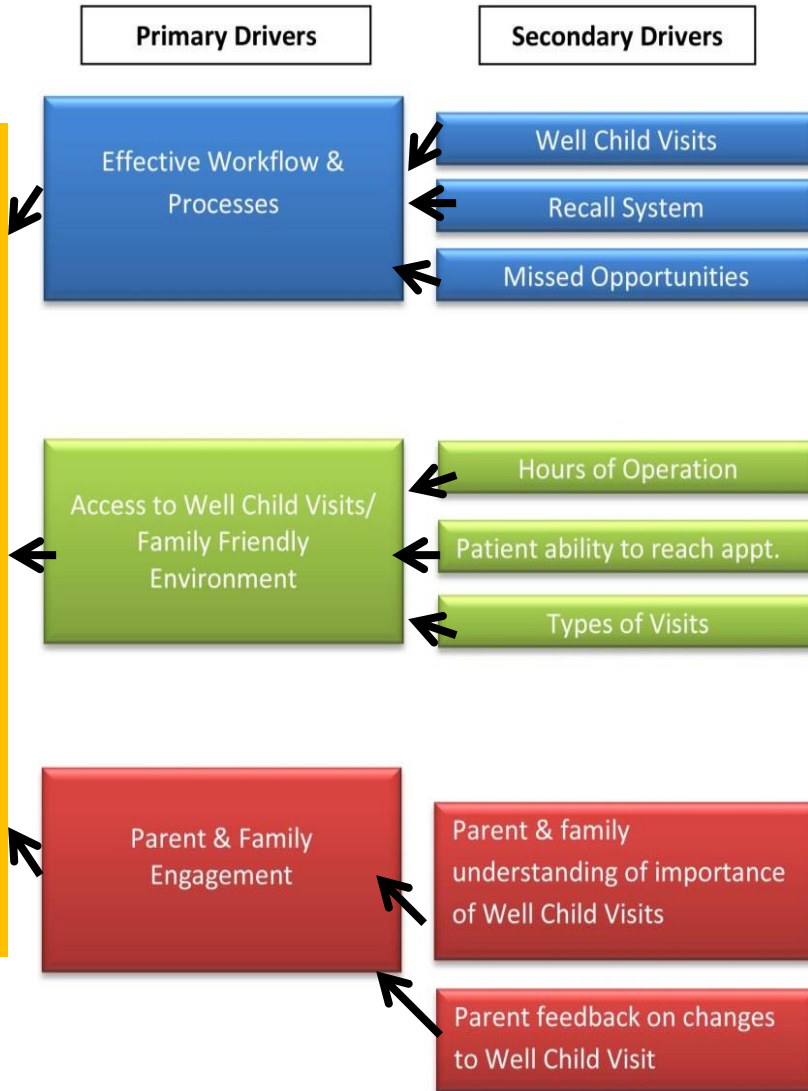 Primary Drivers
Secondary Drivers
Effective Workflow &
Processes
Well Child Visits
Recall System
Missed Opportunities
Access to Well Child Visits/
Family Friendly
Environment
Hours of Operation
Patient ability to reach appt.
Types of Visits
Parent & Family
Engagement
Parent & family
understanding of importance
of Well Child Visits
Parent feedback on changes
to Well Child Visit